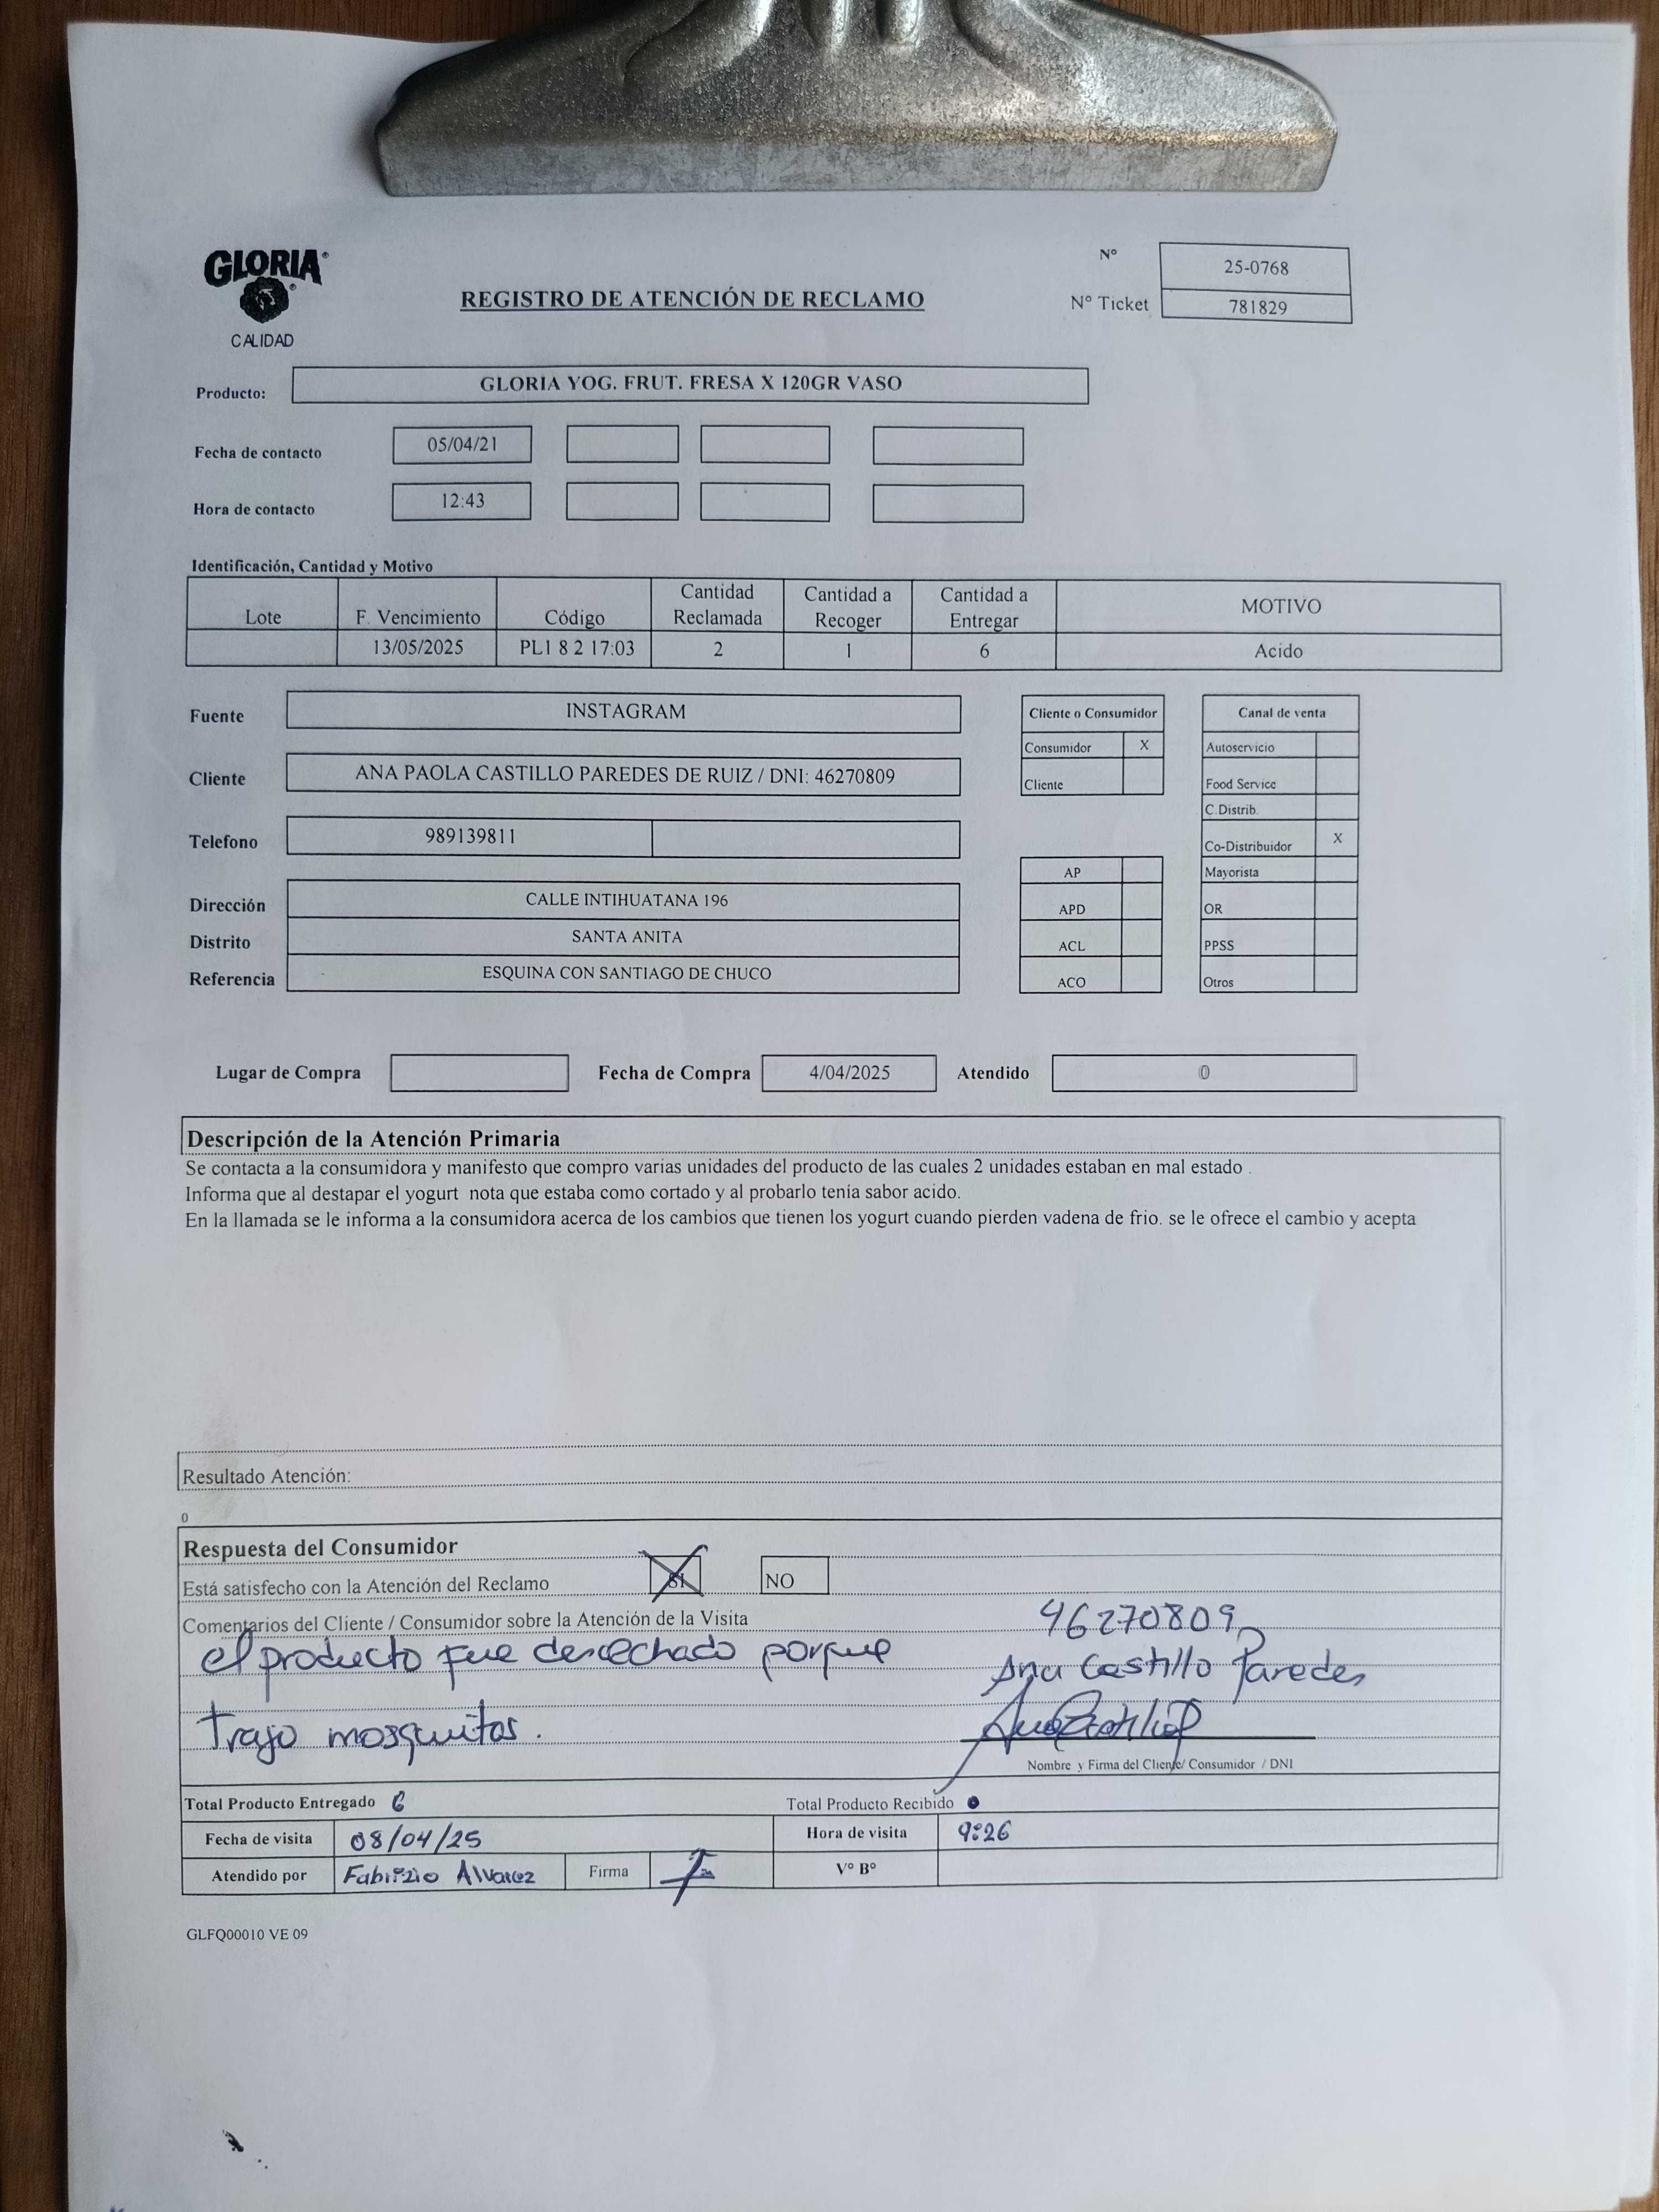 GLORIA®
CALIDAD
REGISTRO DE ATENCIÓN DE RECLAMO
Nº 25-0768
Nº Ticket 781829
Producto: GLORIA YOG. FRUT. FRESA X 120GR VASO
Fecha de contacto 05/04/21
Hora de contacto 12:43
Identificación, Cantidad y Motivo
Lote F. Vencimiento Código Cantidad Reclamada Cantidad a Recoger Cantidad a Entregar MOTIVO
13/05/2025 PL1 8 2 17:03 2 1 6 Acido
Fuente INSTAGRAM
Cliente ANA PAOLA CASTILLO PAREDES DE RUIZ / DNI: 46270809
Telefono 989139811
Dirección CALLE INTIHUATANA 196
Distrito SANTA ANITA
Referencia ESQUINA CON SANTIAGO DE CHUCO
Cliente o Consumidor
Consumidor X
Cliente
AP
APD
ACL
ACO
Canal de venta
Autoservicio
Food Service
C.Distrib.
Co-Distribuidor X
Mayorista
OR
PPSS
Otros
Lugar de Compra Fecha de Compra 4/04/2025 Atendido 0
Descripción de la Atención Primaria
Se contacta a la consumidora y manifesto que compro varias unidades del producto de las cuales 2 unidades estaban en mal estado .
Informa que al destapar el yogurt nota que estaba como cortado y al probarlo tenía sabor acido.
En la llamada se le informa a la consumidora acerca de los cambios que tienen los yogurt cuando pierden vadena de frio. se le ofrece el cambio y acepta
Resultado Atención:
0
Respuesta del Consumidor
Está satisfecho con la Atención del Reclamo SI NO
Comentarios del Cliente / Consumidor sobre la Atención de la Visita
el producto fue desechado porque
trajo mosquitos.
46270809
Ana Castillo Paredes
Nombre y Firma del Cliente/ Consumidor / DNI
Total Producto Entregado 6 Total Producto Recibido 0
Fecha de visita 08/04/25 Hora de visita 9:26
Atendido por Fabrizio Alvarez Firma V° B°
GLFQ00010 VE 09